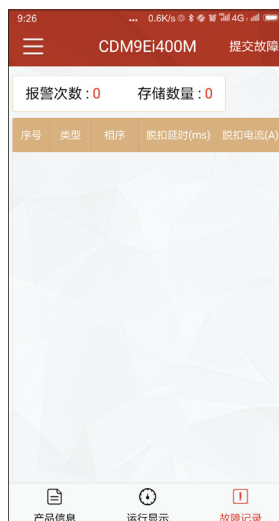 9:26 ... 0.6K/s 4G
CDM9Ei400M 提交故障
报警次数:0 存储数量:0
序号 类型 相序 脱扣延时(ms) 脱扣电流(A)
产品信息 运行显示 故障记录